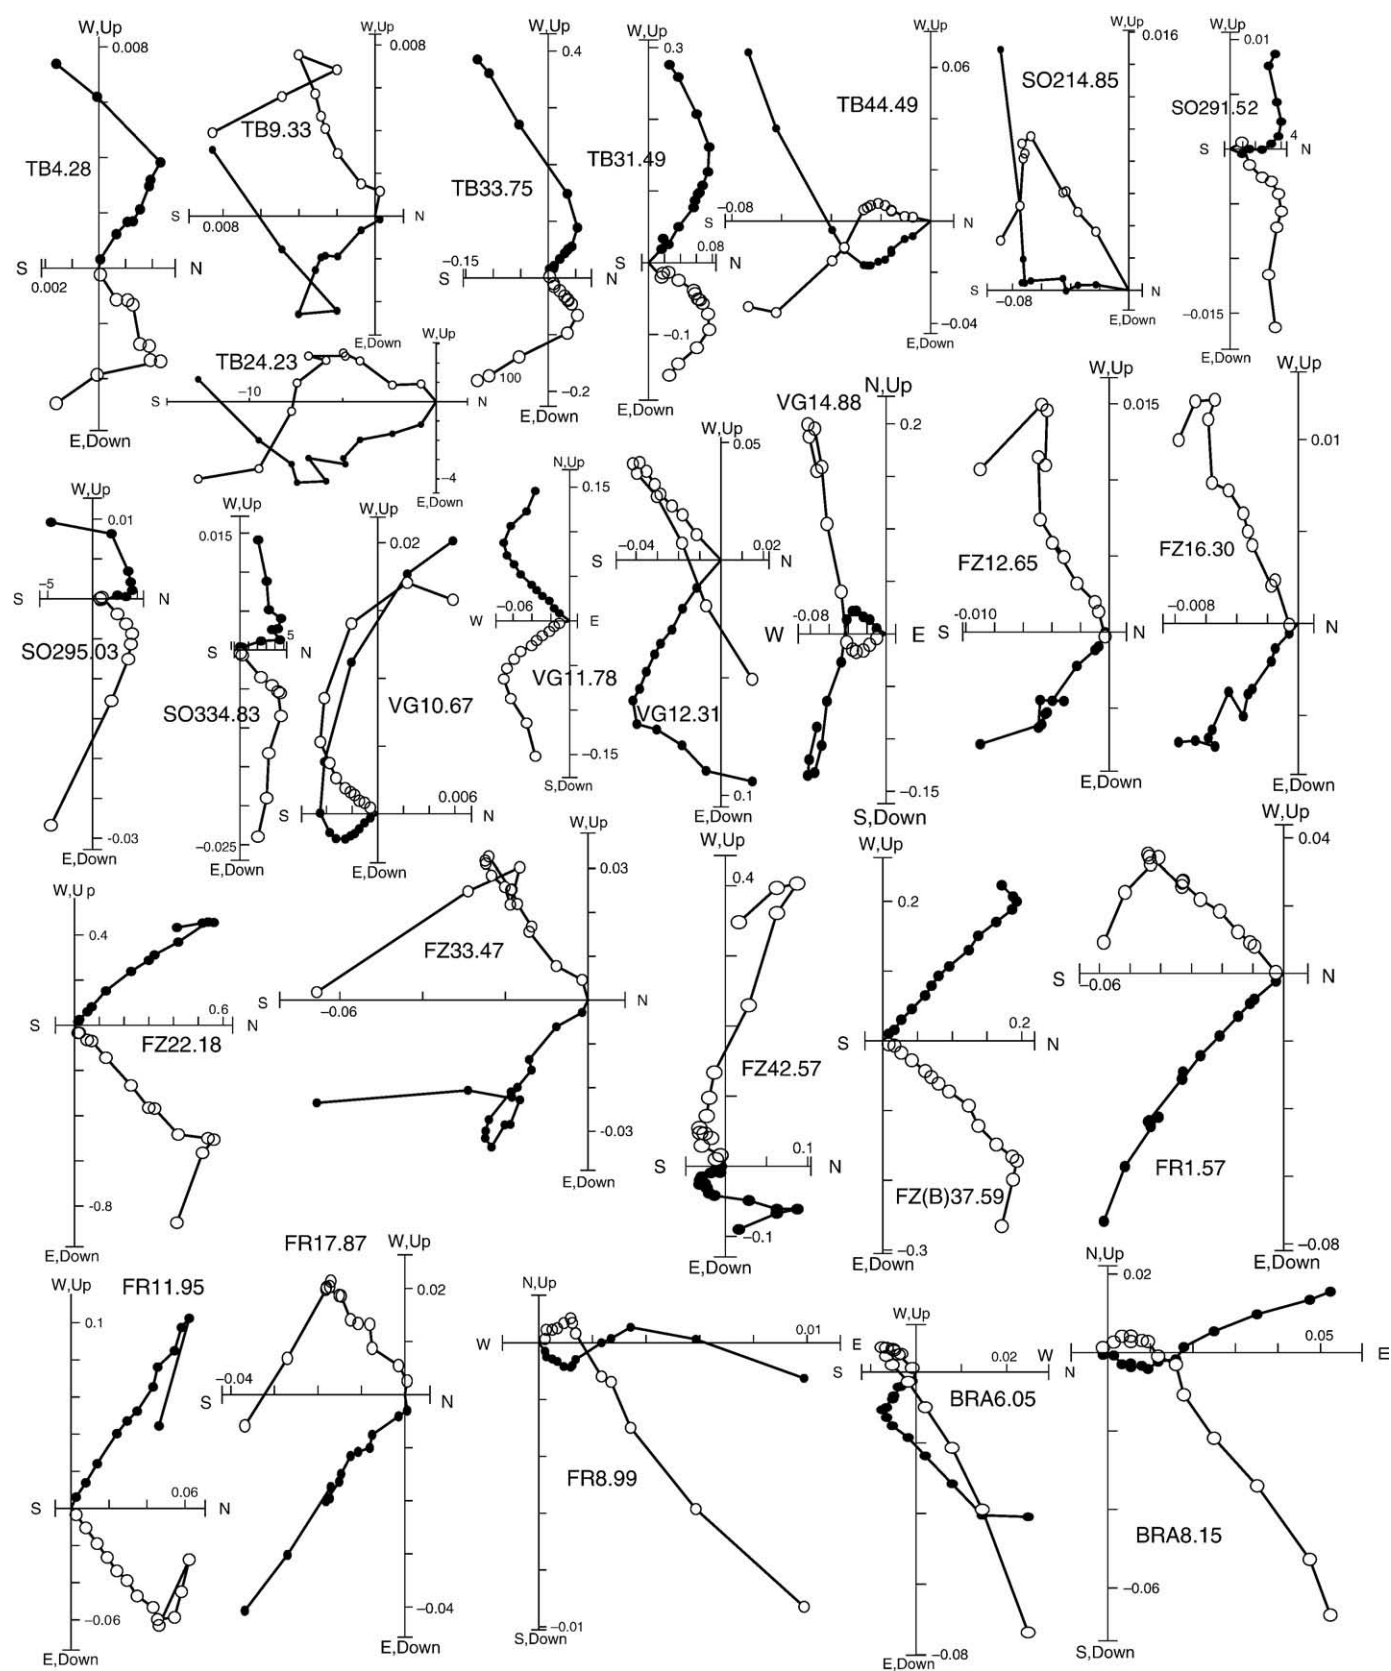 W,Up
0.008
TB4.28
S
N
0.002
E,Down
W,Up
0.008
TB9.33
S
N
0.008
E,Down
W,Up
0.4
TB33.75
S
−0.15
N
100
−0.2
E,Down
W,Up
0.3
TB31.49
S
0.08
N
−0.1
E,Down
W,Up
0.06
TB44.49
S
−0.08
N
−0.04
E,Down
W,Up
0.016
SO214.85
S
−0.08
N
E,Down
W,Up
0.01
SO291.52
S
4
N
−0.015
E,Down
W,Up
TB24.23
S
−10
N
−4
E,Down
W,Up
0.01
S
−5
N
SO295.03
−0.03
E,Down
W,Up
0.015
S
5
N
SO334.83
−0.025
E,Down
W,Up
0.02
VG10.67
S
0.006
N
E,Down
N,Up
0.15
W
−0.06
E
VG11.78
−0.15
S,Down
W,Up
0.05
S
−0.04
0.02
N
VG12.31
0.1
E,Down
VG14.88
N,Up
0.2
W
−0.08
E
−0.15
S,Down
W,Up
0.015
FZ12.65
S
−0.010
N
E,Down
W,Up
0.01
FZ16.30
S
−0.008
N
E,Down
W,Up
0.4
S
0.6
N
FZ22.18
−0.8
E,Down
W,Up
0.03
FZ33.47
S
−0.06
N
−0.03
E,Down
W,Up
0.4
FZ42.57
S
0.1
N
−0.1
E,Down
W,Up
0.2
S
0.2
N
FZ(B)37.59
−0.3
E,Down
W,Up
0.04
S
−0.06
N
FR1.57
−0.08
E,Down
W,Up
FR11.95
0.1
S
0.06
N
−0.06
E,Down
FR17.87
W,Up
0.02
S
−0.04
N
−0.04
E,Down
N,Up
W
0.01
E
FR8.99
−0.01
S,Down
W,Up
S
0.02
N
BRA6.05
−0.08
E,Down
N,Up
0.02
W
0.05
E
BRA8.15
−0.06
S,Down